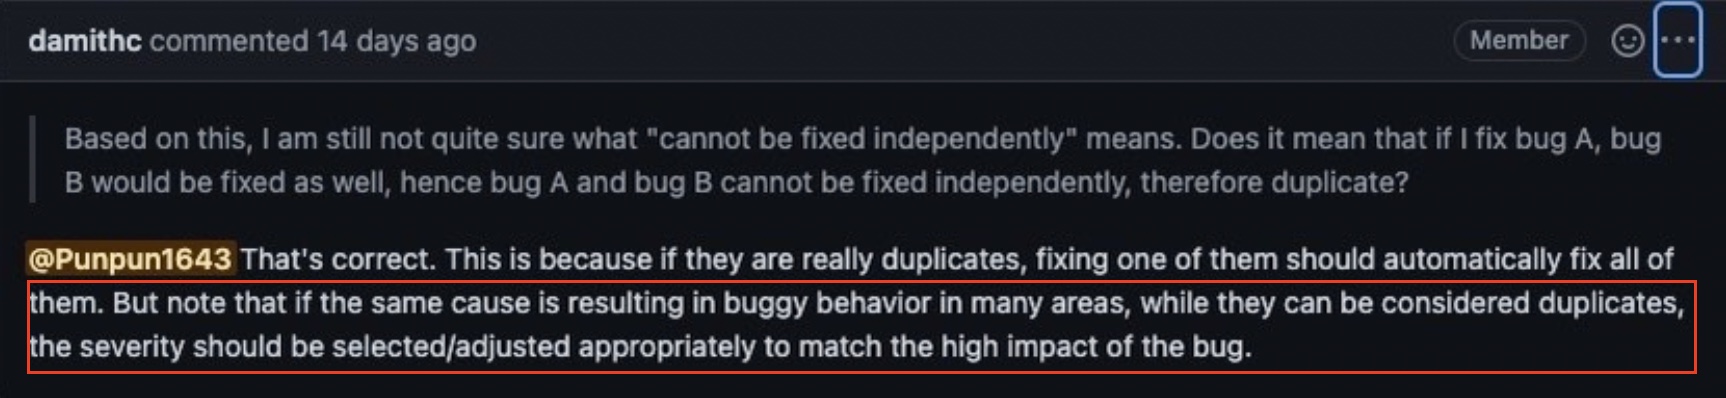 damithc commented 14 days ago
Member
Based on this, I am still not quite sure what "cannot be fixed independently" means. Does it mean that if I fix bug A, bug
B would be fixed as well, hence bug A and bug B cannot be fixed independently, therefore duplicate?
@Punpun1643 That's correct. This is because if they are really duplicates, fixing one of them should automatically fix all of
them. But note that if the same cause is resulting in buggy behavior in many areas, while they can be considered duplicates,
the severity should be selected/adjusted appropriately to match the high impact of the bug.